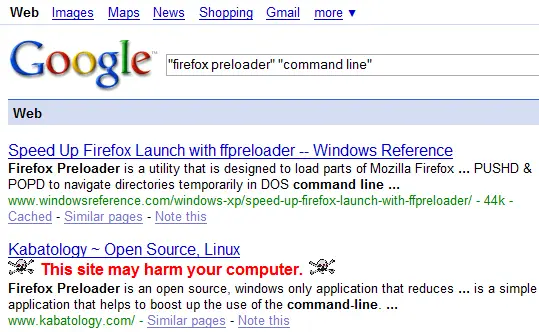 Web Images Maps News Shopping Gmail more ▼
Google™ "firefox preloader" "command line"
Web
Speed Up Firefox Launch with ffpreloader -- Windows Reference
Firefox Preloader is a utility that is designed to load parts of Mozilla Firefox ... PUSHD &
POPD to navigate directories temporarily in DOS command line ...
www.windowsreference.com/windows-xp/speed-up-firefox-launch-with-ffpreloader/ - 44k -
Cached - Similar pages - Note this
Kabatology ~ Open Source, Linux
This site may harm your computer.
Firefox Preloader is an open source, windows only application that reduces ... is a simple
application that helps to boost up the use of the command-line. ...
www.kabatology.com/ - Similar pages - Note this